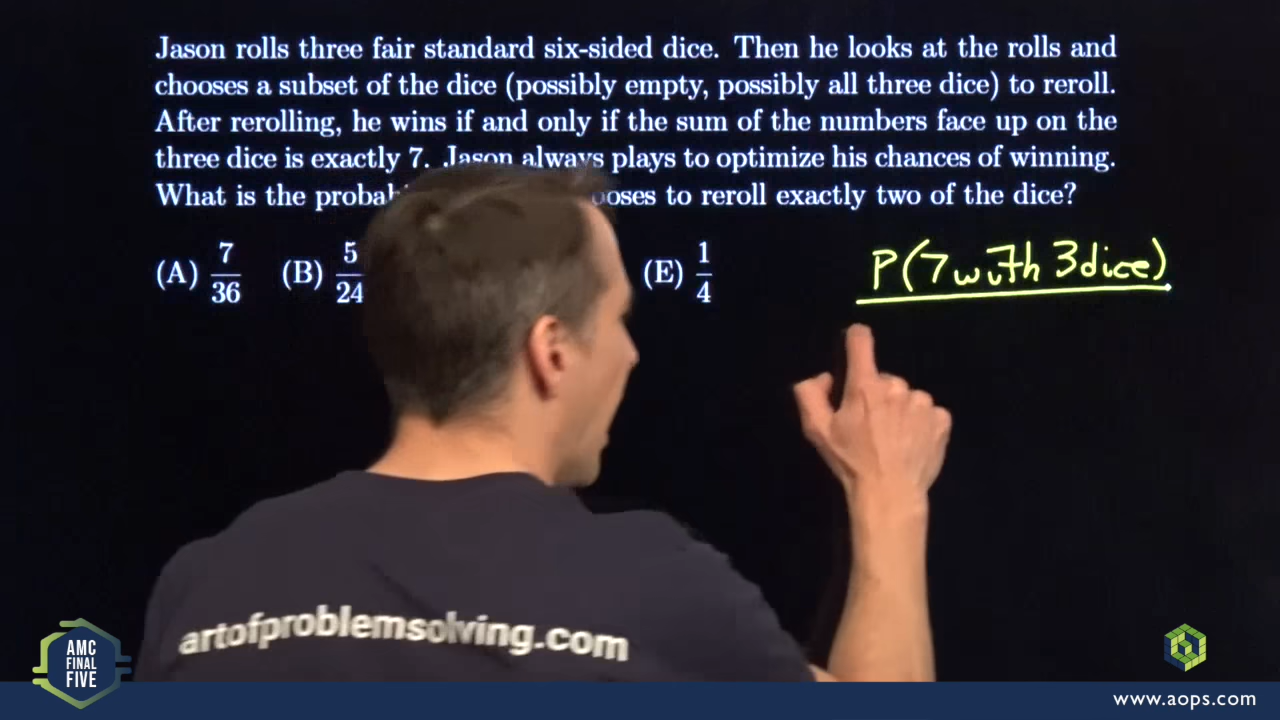 Jason rolls three fair standard six-sided dice. Then he looks at the rolls and
chooses a subset of the dice (possibly empty, possibly all three dice) to reroll.
After rerolling, he wins if and only if the sum of the numbers face up on the
three dice is exactly 7. Jason always plays to optimize his chances of winning.
What is the to reroll exactly two of the dice?
(A) 7/36 (B) 5/24 (E) 1/4
P(7 with 3 dice)
artofproblemsolving.com
AMC
FINAL
FIVE
www.aops.com